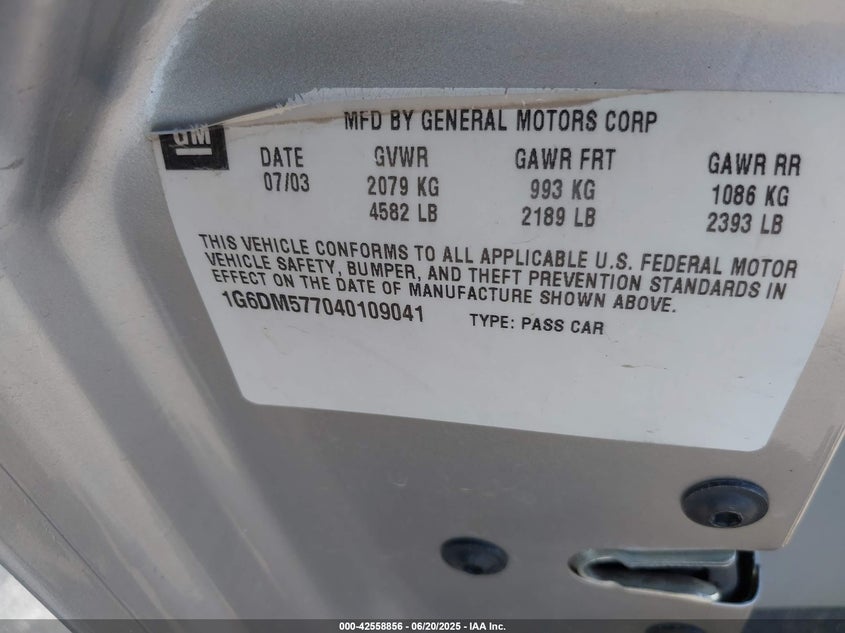 GM
MFD BY GENERAL MOTORS CORP
DATE GVWR GAWR FRT GAWR RR
07/03 2079 KG 993 KG 1086 KG
4582 LB 2189 LB 2393 LB
THIS VEHICLE CONFORMS TO ALL APPLICABLE U.S. FEDERAL MOTOR
VEHICLE SAFETY, BUMPER, AND THEFT PREVENTION STANDARDS IN
EFFECT ON THE DATE OF MANUFACTURE SHOWN ABOVE.
1G6DM577040109041 TYPE: PASS CAR
000-42558856 - 06/20/2025 - IAA Inc.